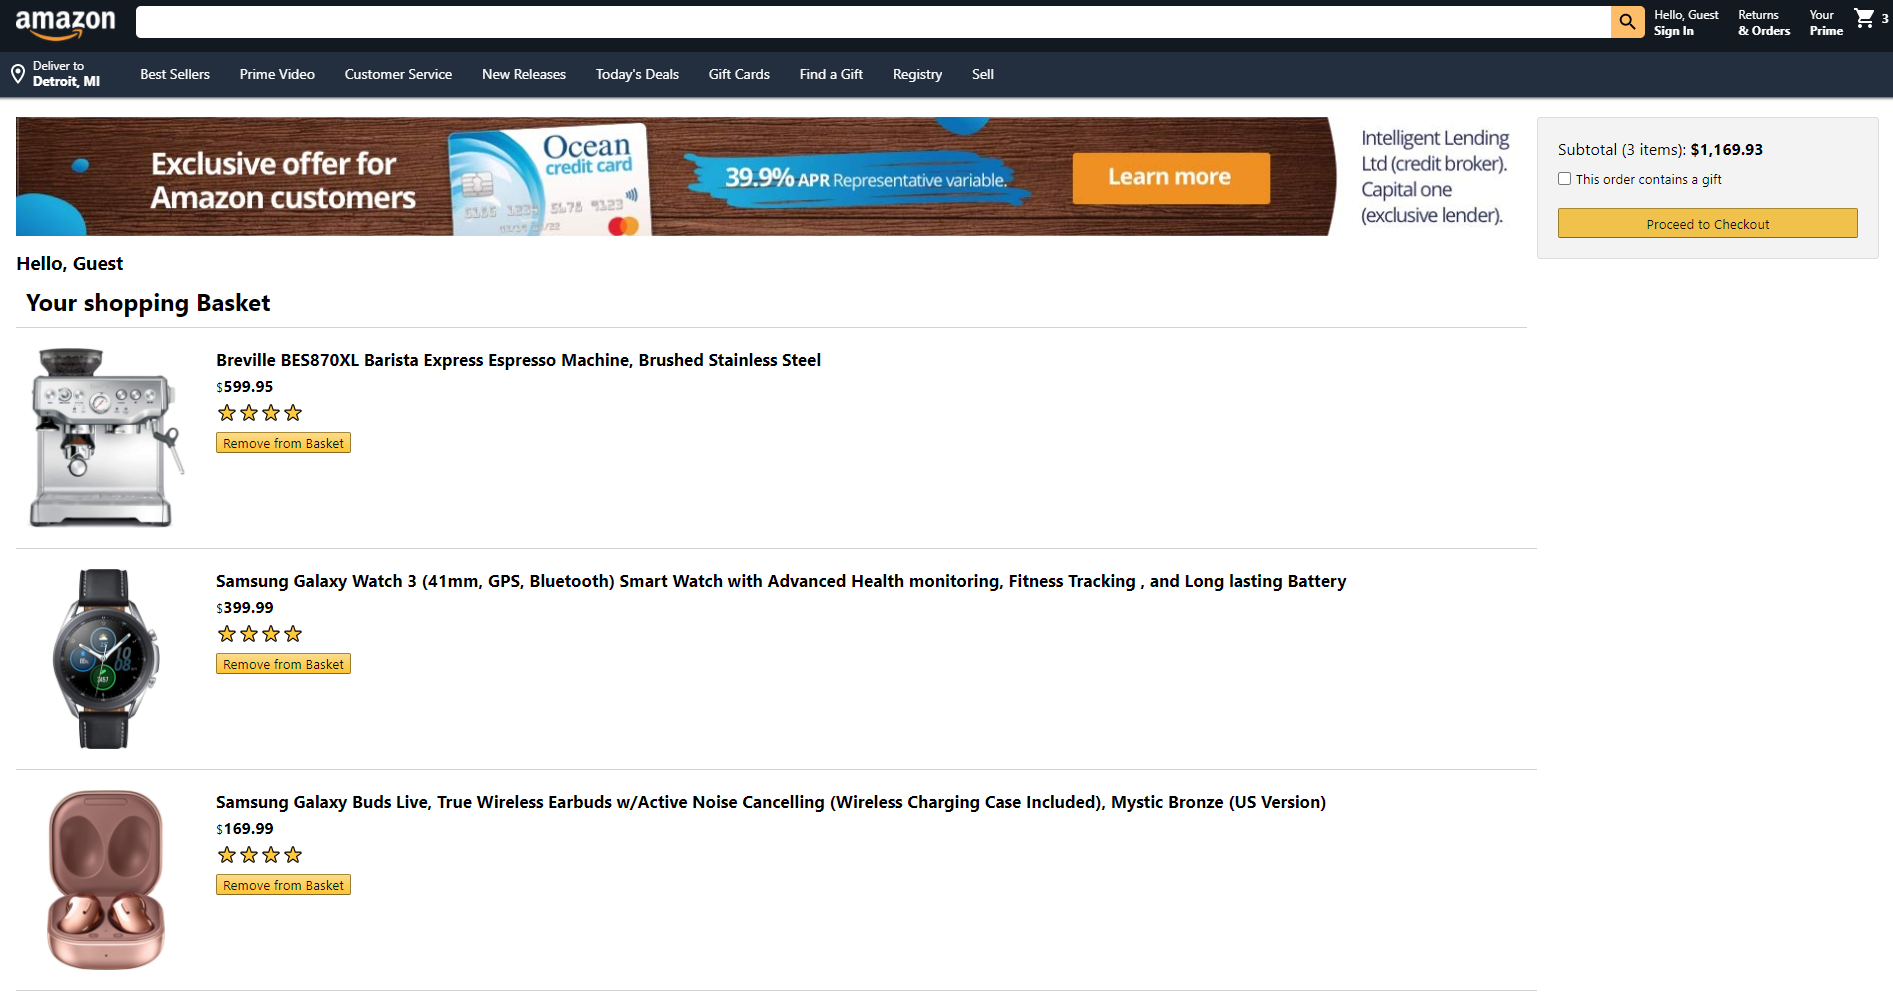 amazon
Hello, Guest
Sign In
Returns
& Orders
Your
Prime
3
Deliver to
Detroit, MI
Best Sellers
Prime Video
Customer Service
New Releases
Today's Deals
Gift Cards
Find a Gift
Registry
Sell
Exclusive offer for
Amazon customers
Ocean
credit card
39.9% APR Representative variable.
Learn more
Intelligent Lending
Ltd (credit broker).
Capital one
(exclusive lender).
Subtotal (3 items): $1,169.93
This order contains a gift
Proceed to Checkout
Hello, Guest
Your shopping Basket
Breville BES870XL Barista Express Espresso Machine, Brushed Stainless Steel
$599.95
Remove from Basket
Samsung Galaxy Watch 3 (41mm, GPS, Bluetooth) Smart Watch with Advanced Health monitoring, Fitness Tracking , and Long lasting Battery
$399.99
Remove from Basket
Samsung Galaxy Buds Live, True Wireless Earbuds w/Active Noise Cancelling (Wireless Charging Case Included), Mystic Bronze (US Version)
$169.99
Remove from Basket